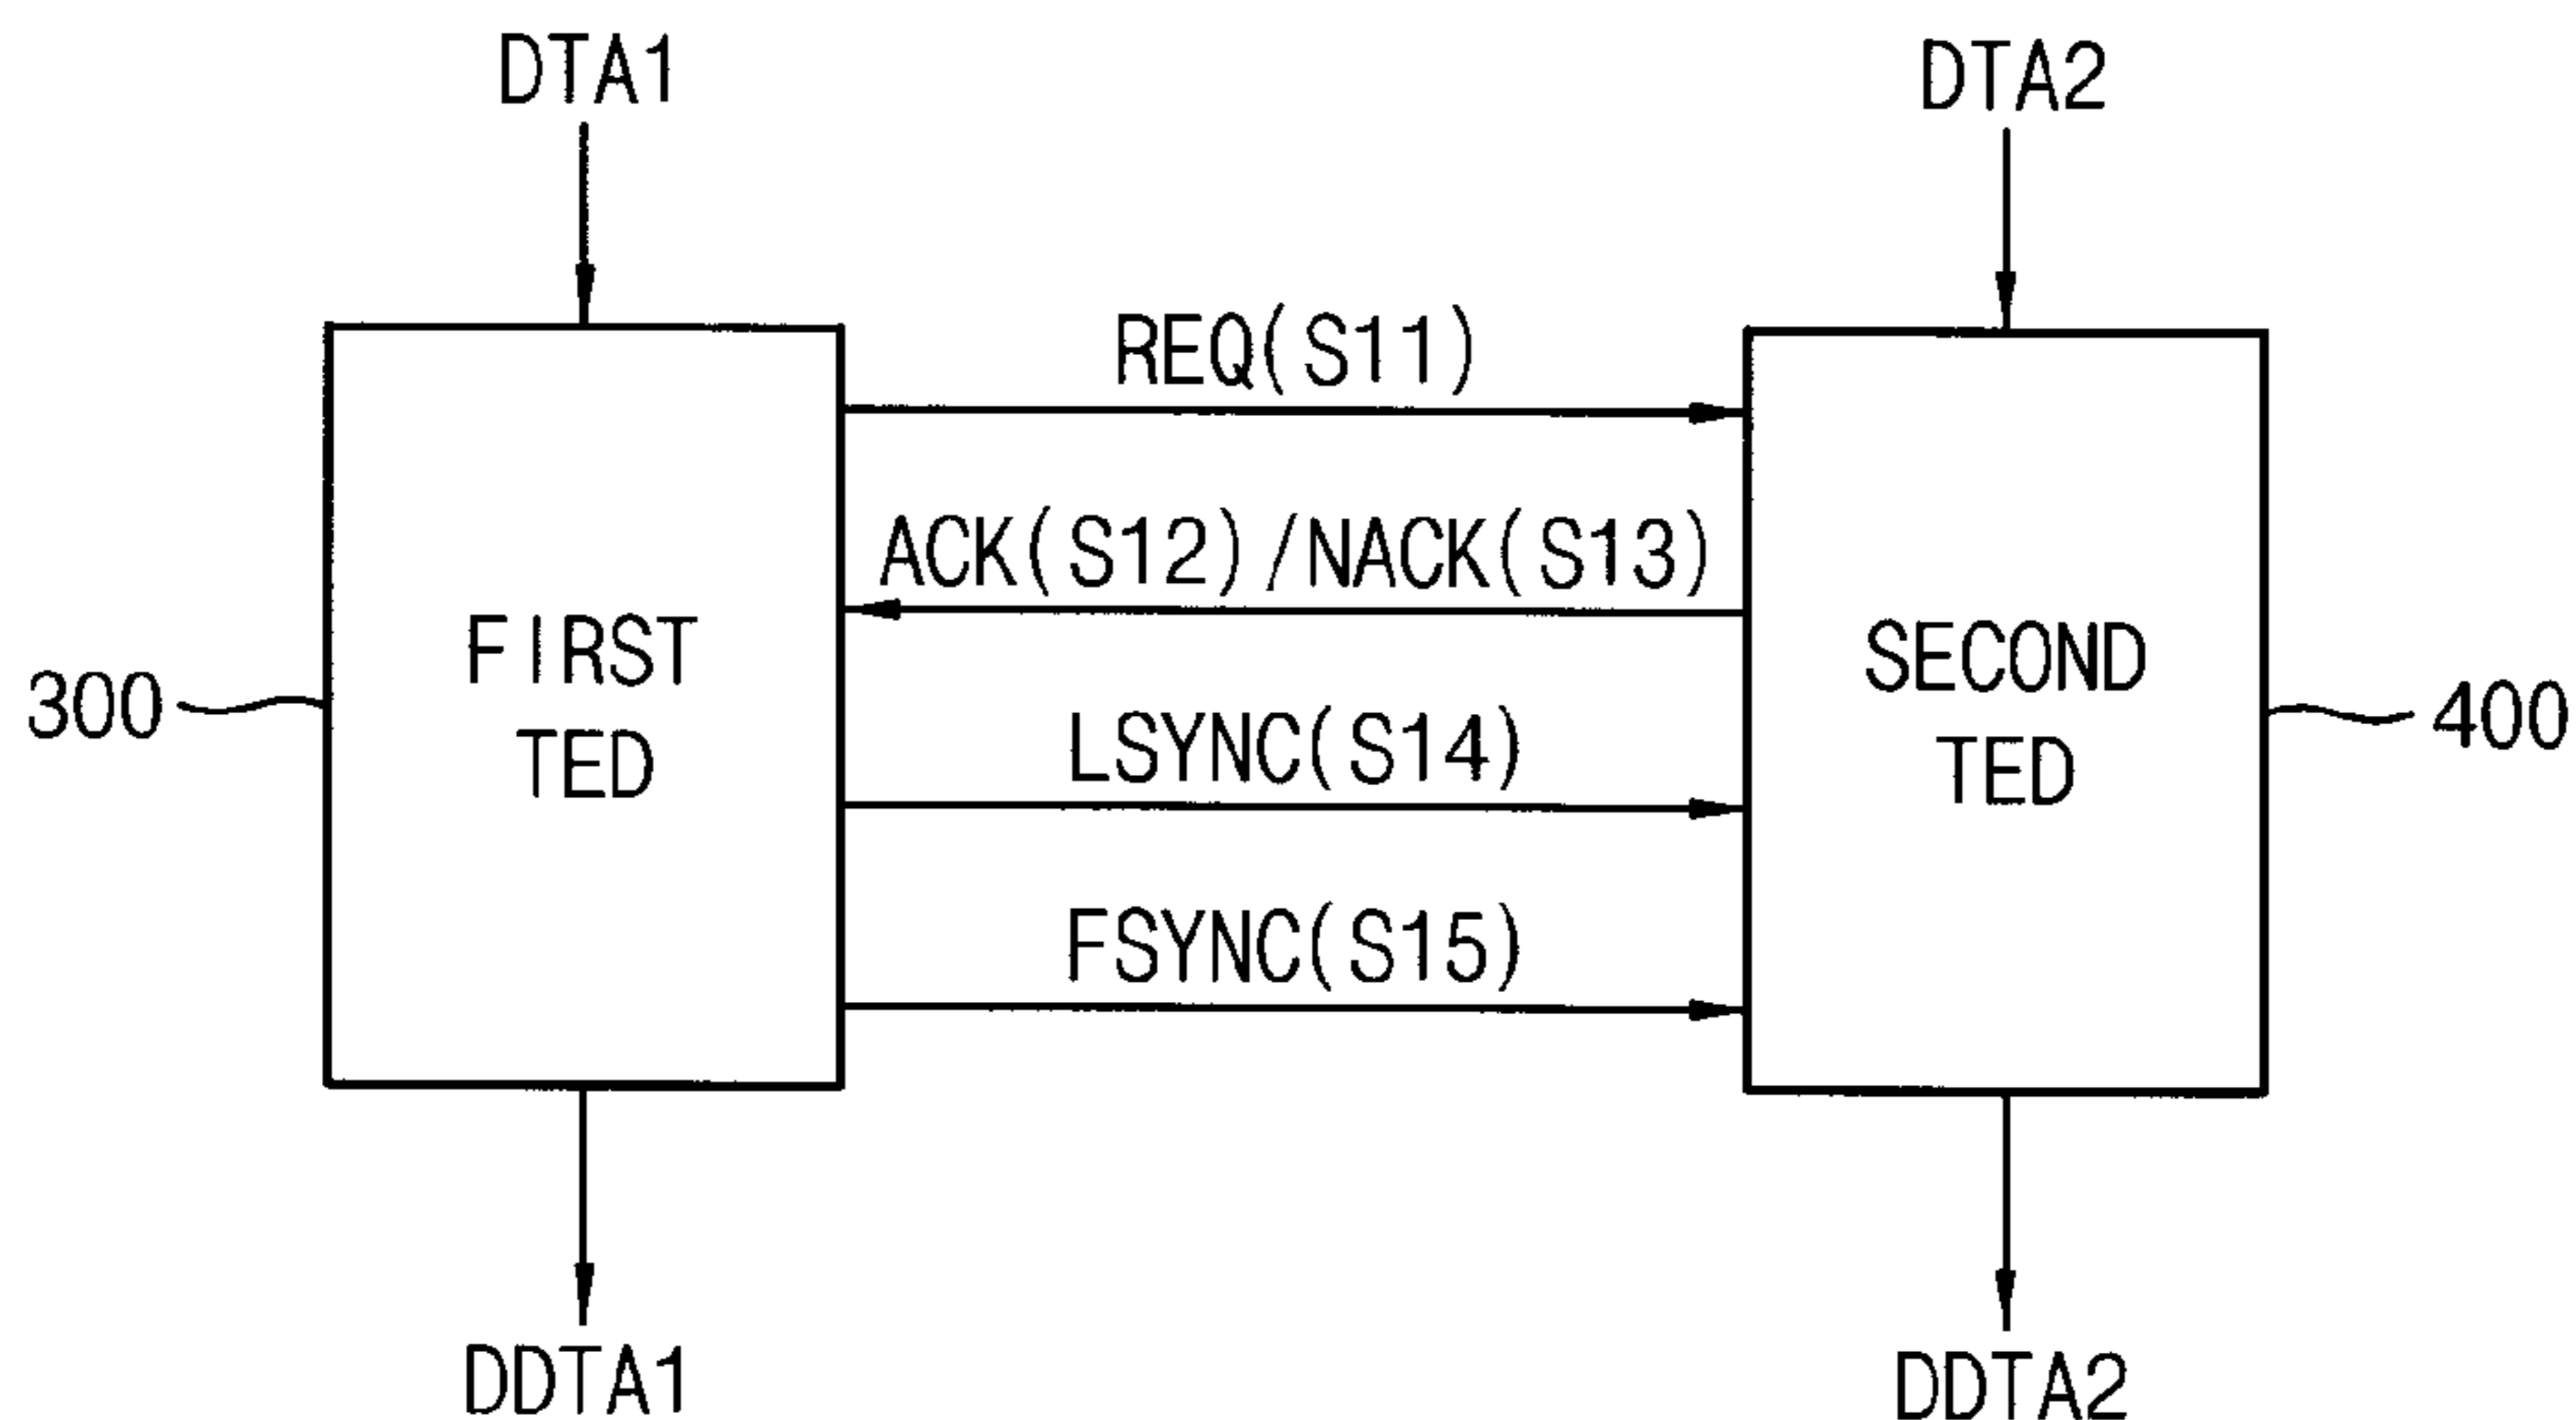 DTA1
DTA2
REQ(S11)
ACK(S12)/NACK(S13)
FIRST
TED
SECOND
TED
300
400
LSYNC(S14)
FSYNC(S15)
DDTA1
DDTA2